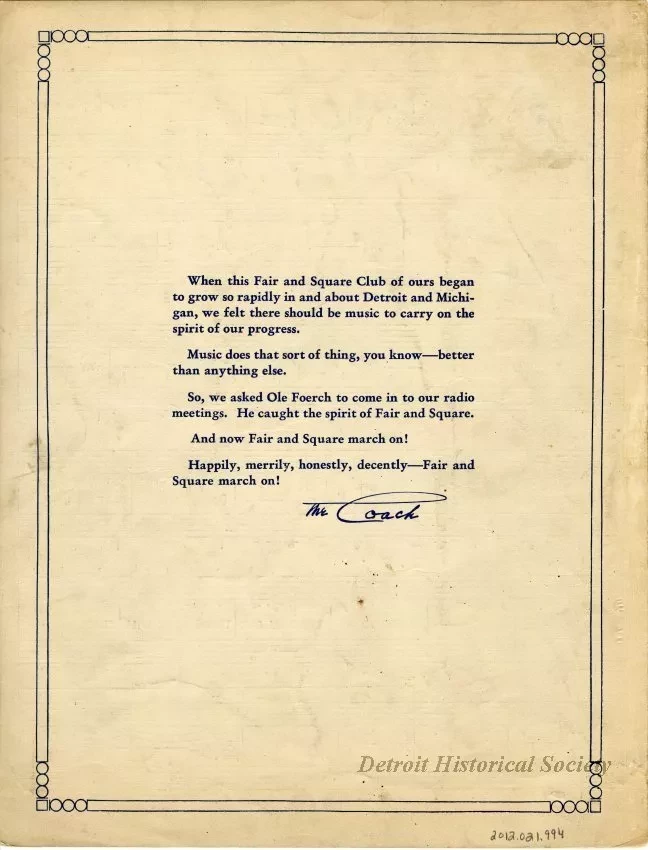 When this Fair and Square Club of ours began
to grow so rapidly in and about Detroit and Michi-
gan, we felt there should be music to carry on the
spirit of our progress.
Music does that sort of thing, you know—better
than anything else.
So, we asked Ole Foerch to come in to our radio
meetings. He caught the spirit of Fair and Square.
And now Fair and Square march on!
Happily, merrily, honestly, decently—Fair and
Square march on!
The Coach
Detroit Historical Society
2012.021.994